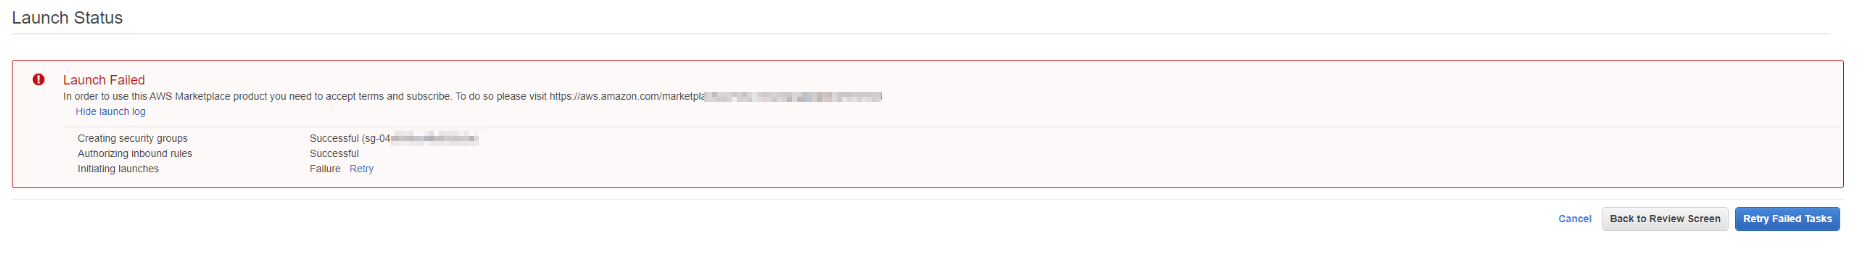 Launch Status
Launch Failed
In order to use this AWS Marketplace product you need to accept terms and subscribe. To do so please visit https://aws.amazon.com/marketpla
Hide launch log
Creating security groups Successful (sg-04
Authorizing inbound rules Successful
Initiating launches Failure Retry
Cancel Back to Review Screen Retry Failed Tasks